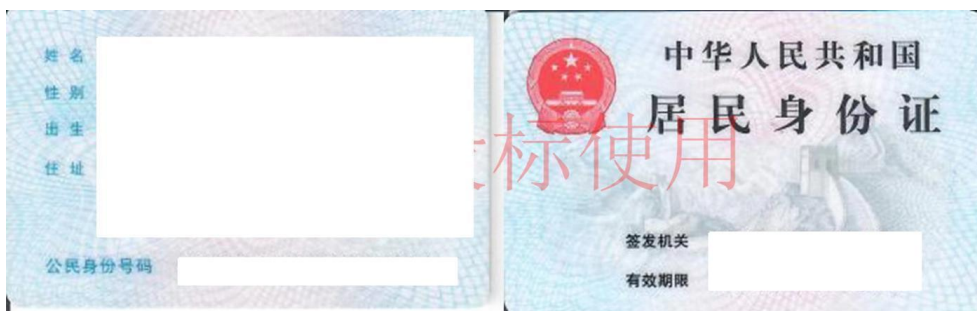 姓名
性别
出生
住址
公民身份号码
中华人民共和国
居民身份证
标使用
签发机关
有效期限